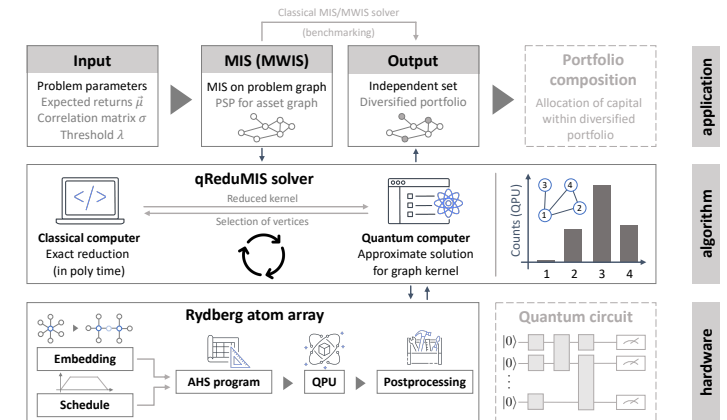 Classical MIS/MWIS solver
(benchmarking)
Input
Problem parameters
Expected returns μ⃗
Correlation matrix σ
Threshold λ
MIS (MWIS)
MIS on problem graph
PSP for asset graph
Output
Independent set
Diversified portfolio
Portfolio
composition
Allocation of capital
within diversified
portfolio
application
qReduMIS solver
</>
Reduced kernel
Selection of vertices
Classical computer
Exact reduction
(in poly time)
Quantum computer
Approximate solution
for graph kernel
Counts (QPU)
3
4
1
2
1 2 3 4
algorithm
Rydberg atom array
Embedding
Schedule
AHS program
QPU
Postprocessing
Quantum circuit
|0⟩
|0⟩
⋮
|0⟩
hardware